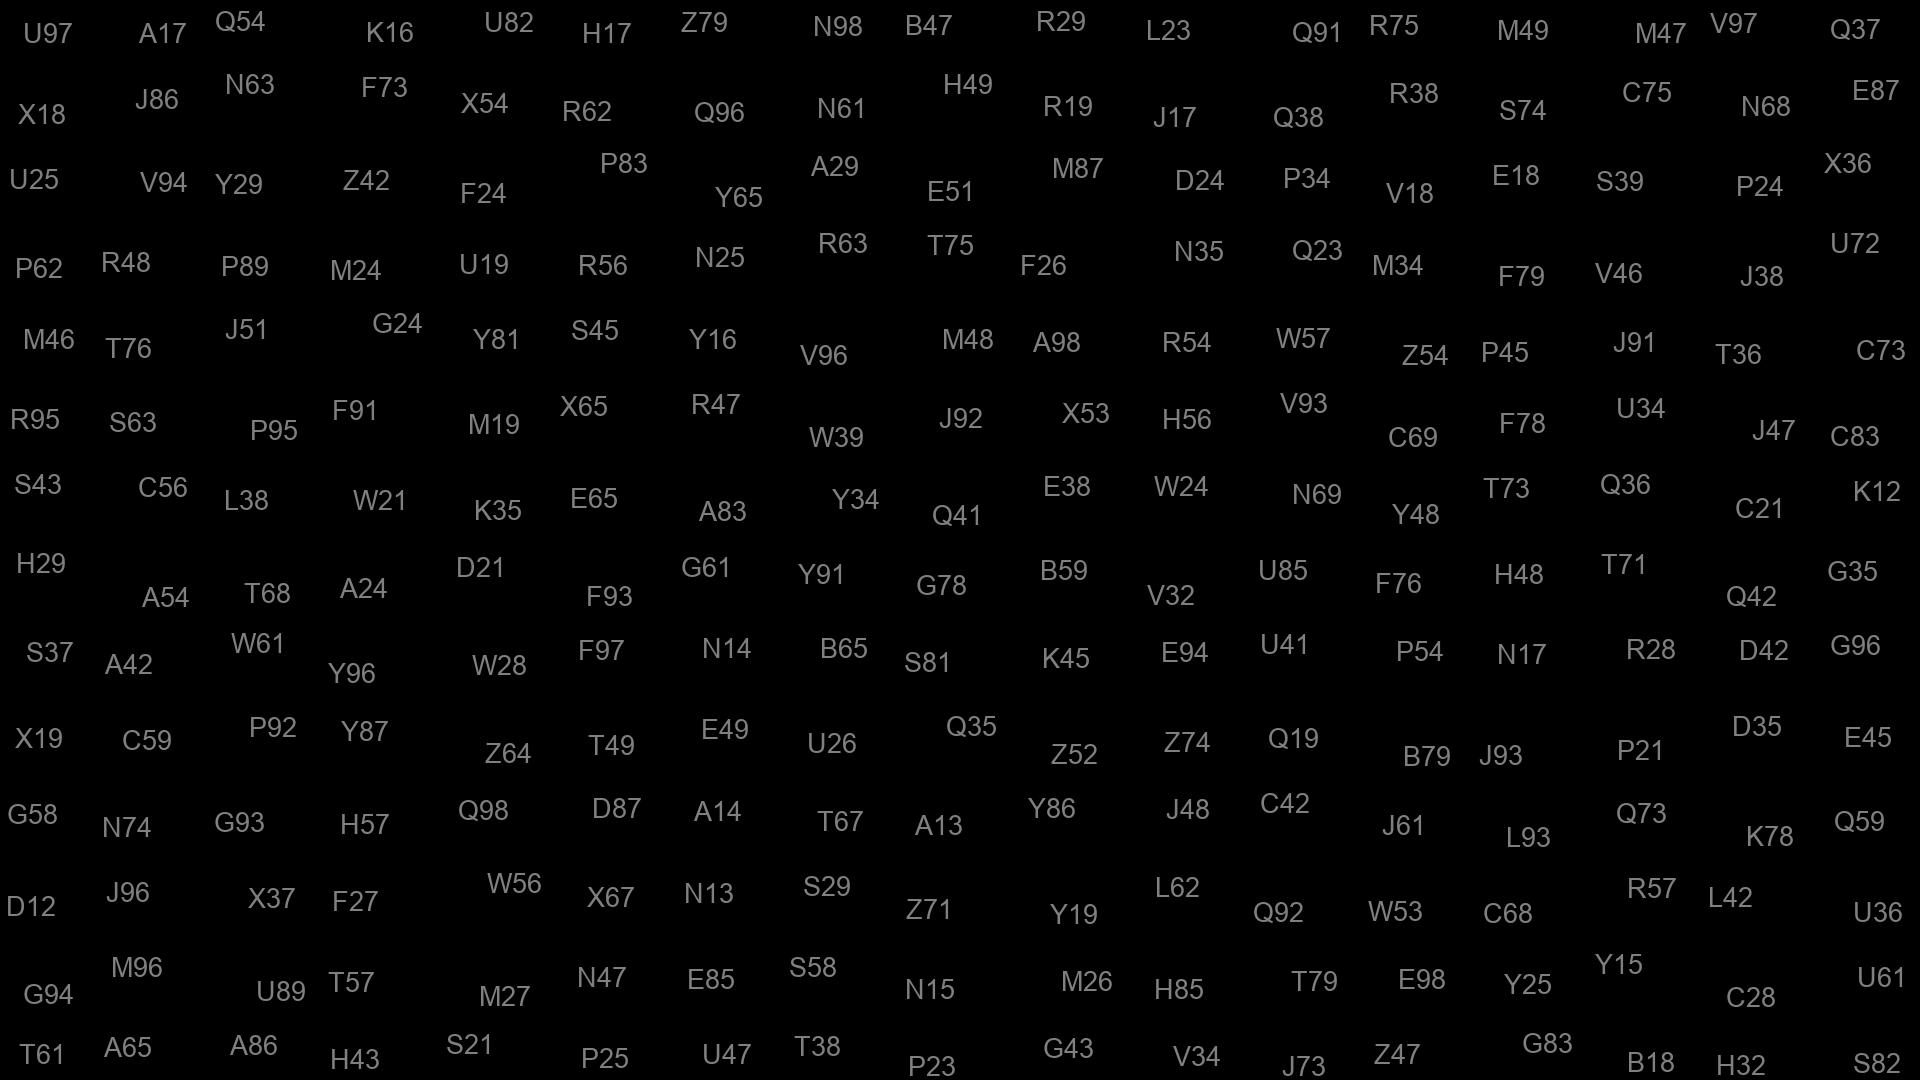 U97 A17 Q54 K16 U82 H17 Z79 N98 B47 R29 L23 Q91 R75 M49 M47 V97 Q37
X18 J86 N63 F73 X54 R62 Q96 N61 H49 R19 J17 Q38 R38 S74 C75 N68 E87
U25 V94 Y29 Z42 F24 P83 Y65 A29 E51 M87 D24 P34 V18 E18 S39 P24 X36
P62 R48 P89 M24 U19 R56 N25 R63 T75 F26 N35 Q23 M34 F79 V46 J38 U72
M46 T76 J51 G24 Y81 S45 Y16 V96 M48 A98 R54 W57 Z54 P45 J91 T36 C73
R95 S63 P95 F91 M19 X65 R47 W39 J92 X53 H56 V93 C69 F78 U34 J47 C83
S43 C56 L38 W21 K35 E65 A83 Y34 Q41 E38 W24 N69 Y48 T73 Q36 C21 K12
H29 A54 T68 A24 D21 F93 G61 Y91 G78 B59 V32 U85 F76 H48 T71 Q42 G35
S37 A42 W61 Y96 W28 F97 N14 B65 S81 K45 E94 U41 P54 N17 R28 D42 G96
X19 C59 P92 Y87 Z64 T49 E49 U26 Q35 Z52 Z74 Q19 B79 J93 P21 D35 E45
G58 N74 G93 H57 Q98 D87 A14 T67 A13 Y86 J48 C42 J61 L93 Q73 K78 Q59
D12 J96 X37 F27 W56 X67 N13 S29 Z71 Y19 L62 Q92 W53 C68 R57 L42 U36
G94 M96 U89 T57 M27 N47 E85 S58 N15 M26 H85 T79 E98 Y25 Y15 C28 U61
T61 A65 A86 H43 S21 P25 U47 T38 P23 G43 V34 J73 Z47 G83 B18 H32 S82